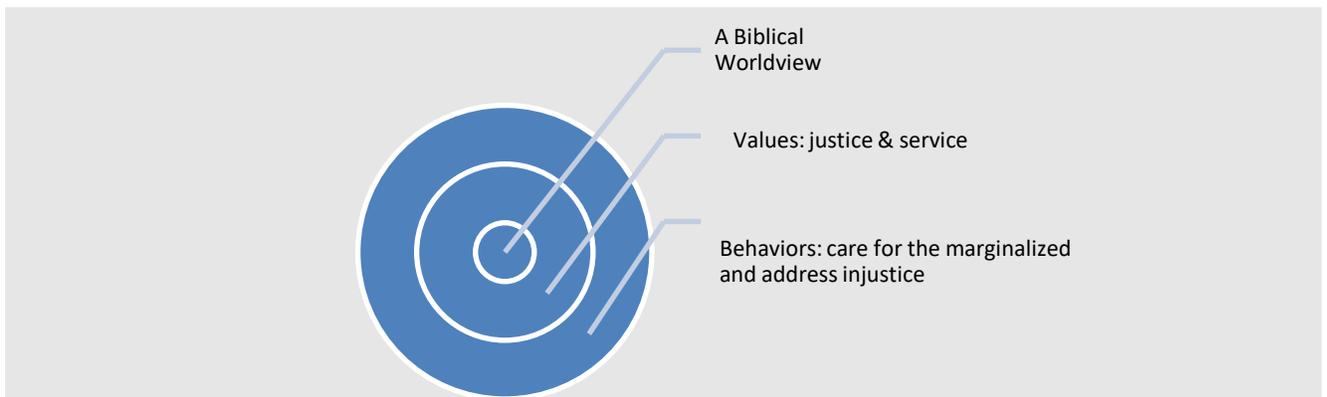 A Biblical
Worldview
Values: justice & service
Behaviors: care for the marginalized
and address injustice